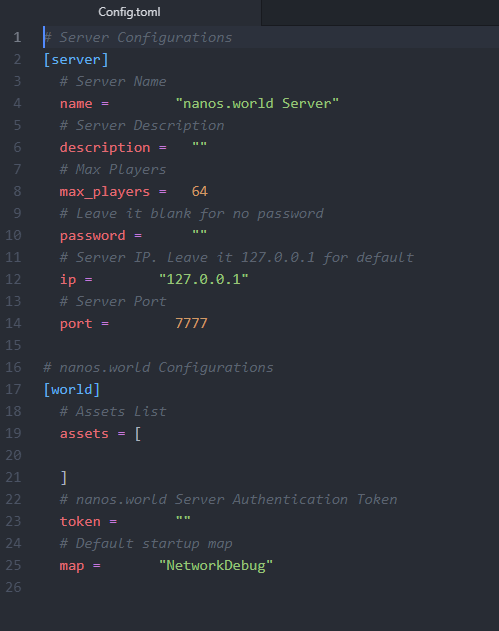 Config.toml
1 # Server Configurations
2 [server]
3 # Server Name
4 name = "nanos.world Server"
5 # Server Description
6 description = ""
7 # Max Players
8 max_players = 64
9 # Leave it blank for no password
10 password = ""
11 # Server IP. Leave it 127.0.0.1 for default
12 ip = "127.0.0.1"
13 # Server Port
14 port = 7777
15
16 # nanos.world Configurations
17 [world]
18 # Assets List
19 assets = [
20
21 ]
22 # nanos.world Server Authentication Token
23 token = ""
24 # Default startup map
25 map = "NetworkDebug"
26